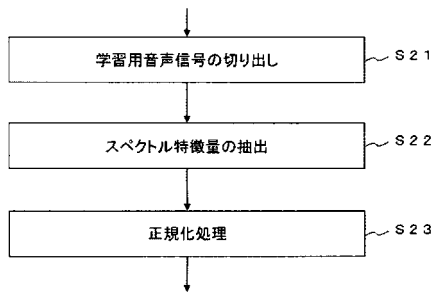 学習用音声信号の切り出し
S21
スペクトル特徴量の抽出
S22
正規化処理
S23